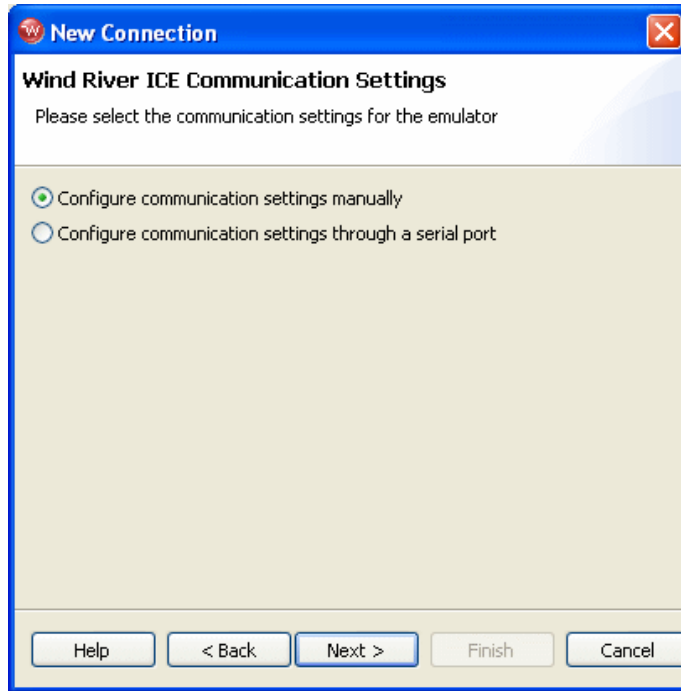 New Connection
Wind River ICE Communication Settings
Please select the communication settings for the emulator
Configure communication settings manually
Configure communication settings through a serial port
Help < Back Next > Finish Cancel